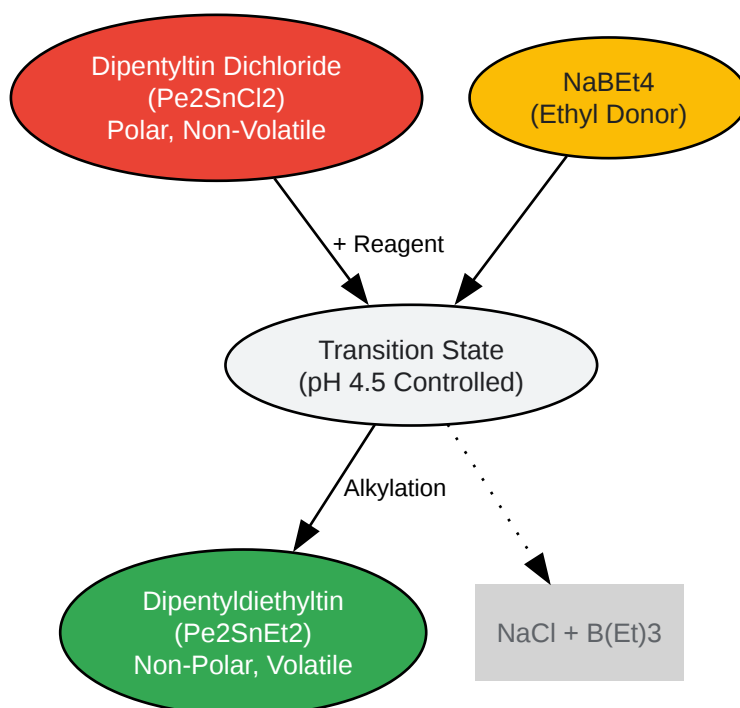 Dipentyltin Dichloride
(Pe2SnCl2)
Polar, Non-Volatile
NaBEt4
(Ethyl Donor)
+ Reagent
Transition State
(pH 4.5 Controlled)
Alkylation
Dipentyldiethyltin
(Pe2SnEt2)
Non-Polar, Volatile
NaCl + B(Et)3